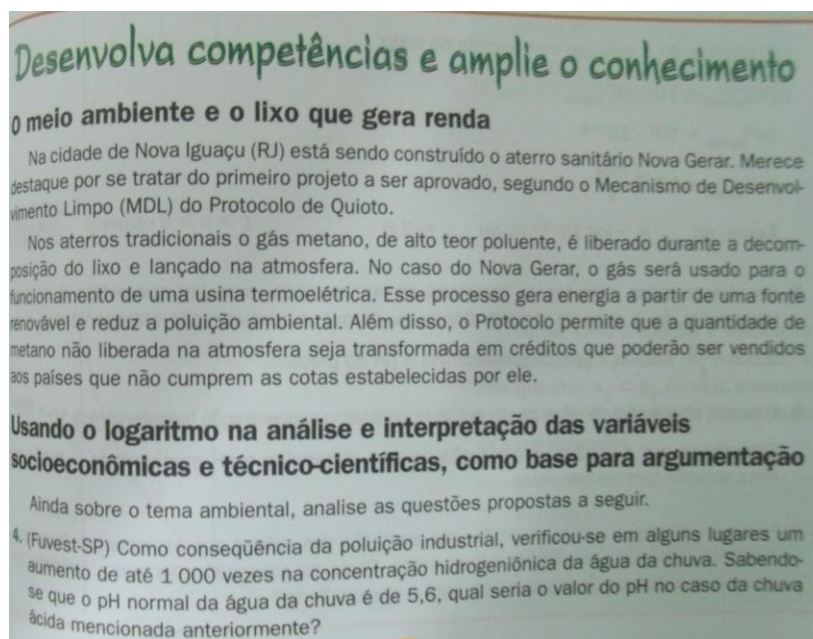 Desenvolva competências e amplie o conhecimento
O meio ambiente e o lixo que gera renda
Na cidade de Nova Iguaçu (RJ) está sendo construído o aterro sanitário Nova Gerar. Merece
destaque por se tratar do primeiro projeto a ser aprovado, segundo o Mecanismo de Desenvol-
vimento Limpo (MDL) do Protocolo de Quioto.
Nos aterros tradicionais o gás metano, de alto teor poluente, é liberado durante a decom-
posição do lixo e lançado na atmosfera. No caso do Nova Gerar, o gás será usado para o
funcionamento de uma usina termoelétrica. Esse processo gera energia a partir de uma fonte
renovável e reduz a poluição ambiental. Além disso, o Protocolo permite que a quantidade de
metano não liberada na atmosfera seja transformada em créditos que poderão ser vendidos
aos países que não cumprem as cotas estabelecidas por ele.
Usando o logaritmo na análise e interpretação das variáveis
socioeconômicas e técnico-científicas, como base para argumentação
Ainda sobre o tema ambiental, analise as questões propostas a seguir.
4. (Fuvest-SP) Como conseqüência da poluição industrial, verificou-se em alguns lugares um
aumento de até 1 000 vezes na concentração hidrogeniônica da água da chuva. Sabendo-
se que o pH normal da água da chuva é de 5,6, qual seria o valor do pH no caso da chuva
ácida mencionada anteriormente?